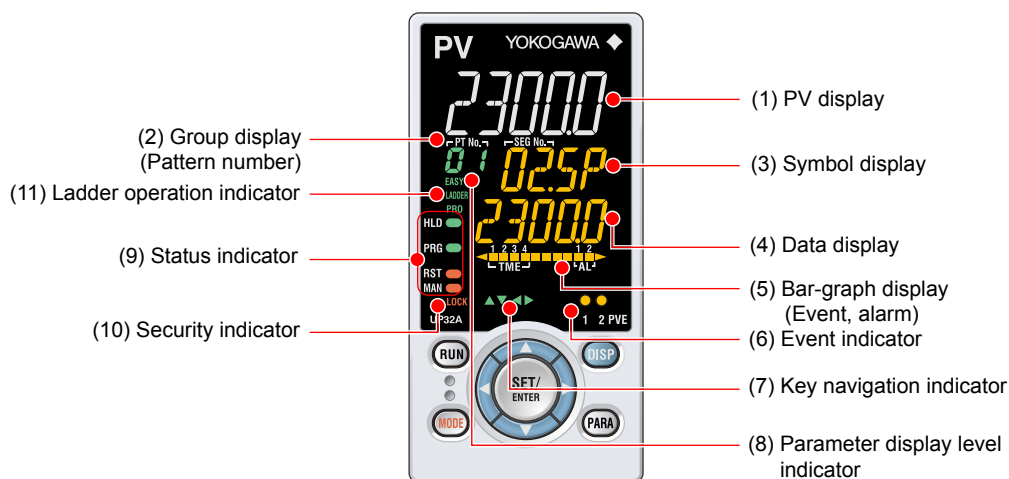 PV YOKOGAWA
2300.0
PT No. SEG No.
01 02.SP
EASY
LADDER
PRO
2300.0
HLD
PRG
1 2 3 4 1 2
TME AL
RST
MAN
LOCK
UP32A 1 2 PVE
RUN DISP
SET/
ENTER
MODE PARA
(1) PV display
(2) Group display
(Pattern number)
(3) Symbol display
(11) Ladder operation indicator
(4) Data display
(9) Status indicator
(5) Bar-graph display
(Event, alarm)
(10) Security indicator
(6) Event indicator
(7) Key navigation indicator
(8) Parameter display level
indicator